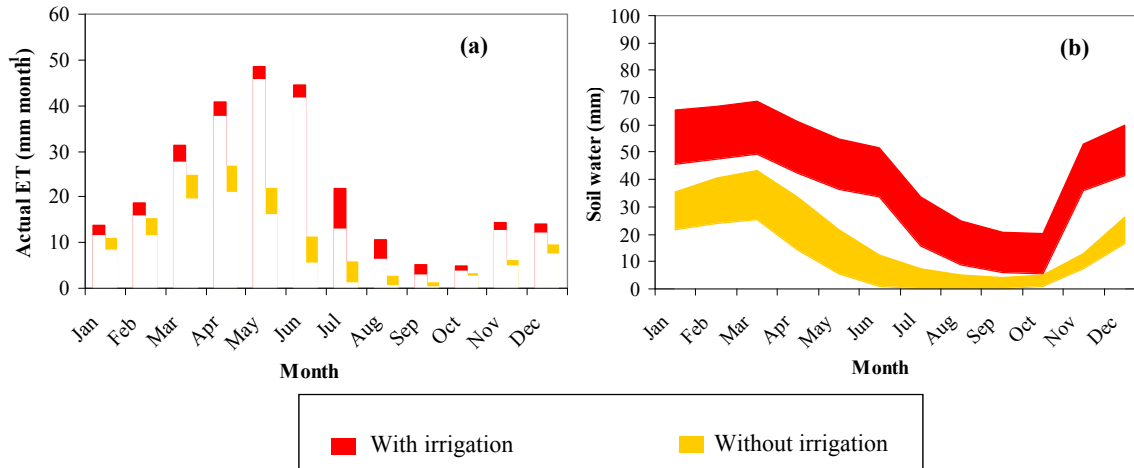 60
50
40
30
20
10
0
Actual ET (mm month¹)
(a)
Jan
Feb
Mar
Apr
May
Jun
Jul
Aug
Sep
Oct
Nov
Dec
Month
100
90
80
70
60
50
40
30
20
10
0
Soil water (mm)
(b)
Jan
Feb
Mar
Apr
May
Jun
Jul
Aug
Sep
Oct
Nov
Dec
Month
With irrigation
Without irrigation